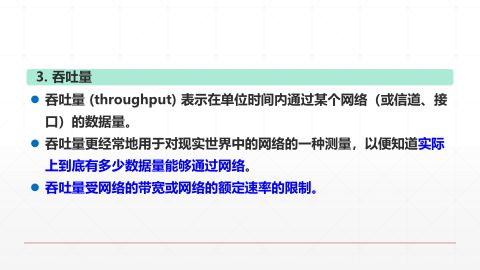 3. 吞吐量
吞吐量 (throughput) 表示在单位时间内通过某个网络（或信道、接
口）的数据量。
吞吐量更经常地用于对现实世界中的网络的一种测量，以便知道实际
上到底有多少数据量能够通过网络。
吞吐量受网络的带宽或网络的额定速率的限制。